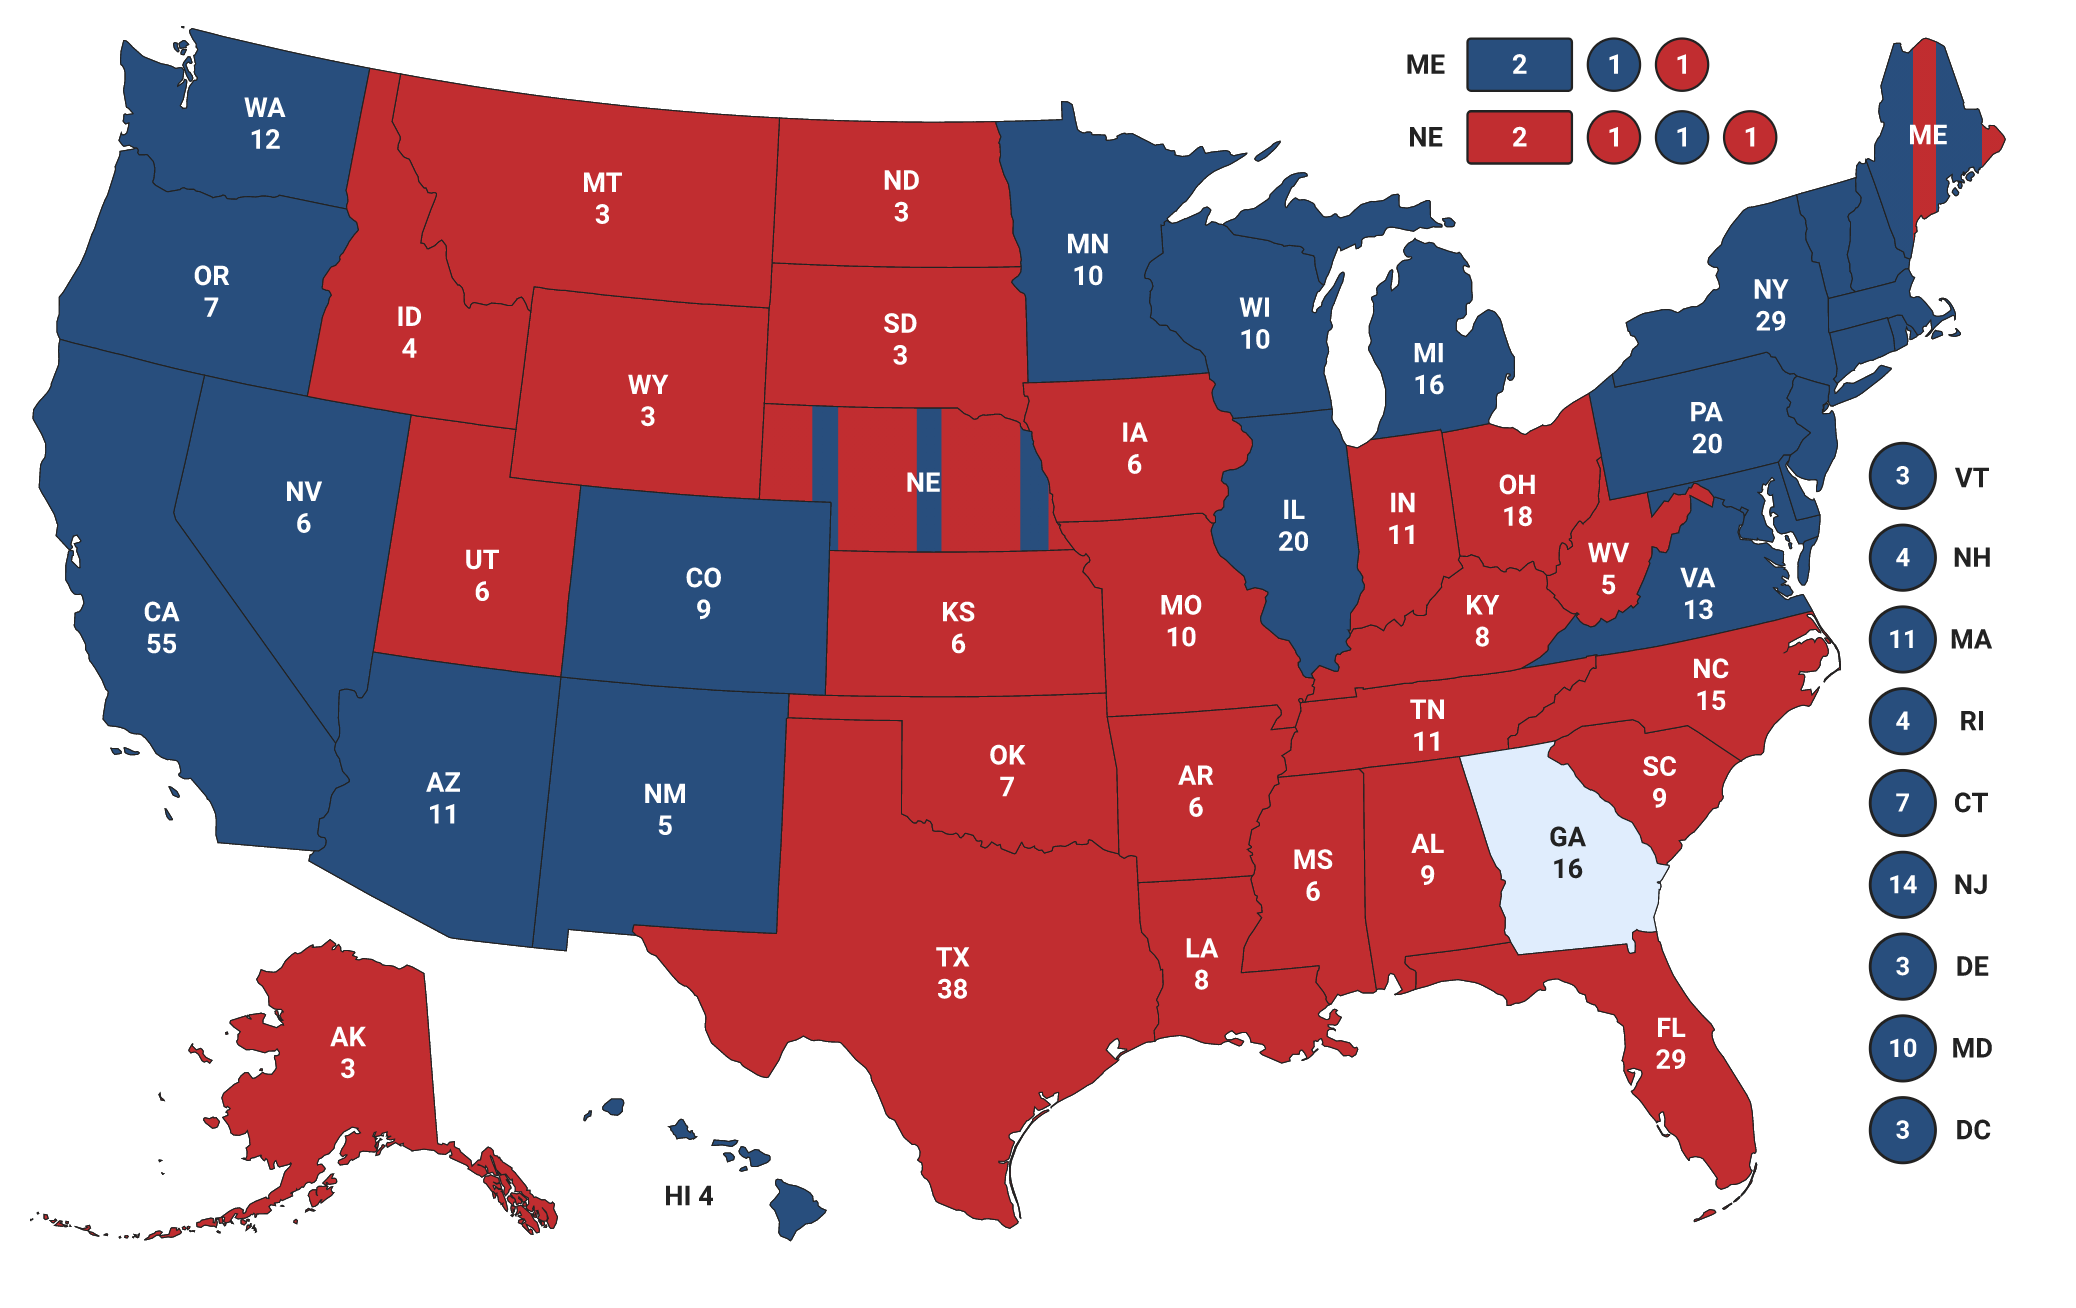 ME 2 1 1
NE 2 1 1 1
WA
12
ME
MT
3
ND
3
MN
10
OR
7
ID
4
SD
3
WI
10
NY
29
MI
16
WY
3
PA
20
IA
6
NE
NV
6
OH
18
IN
11
IL
20
3 VT
UT
6
CO
9
WV
5
VA
13
4 NH
CA
55
KS
6
MO
10
KY
8
11 MA
NC
15
TN
11
4 RI
AZ
11
NM
5
OK
7
AR
6
SC
9
7 CT
MS
6
AL
9
GA
16
14 NJ
TX
38
LA
8
3 DE
AK
3
FL
29
10 MD
3 DC
HI 4